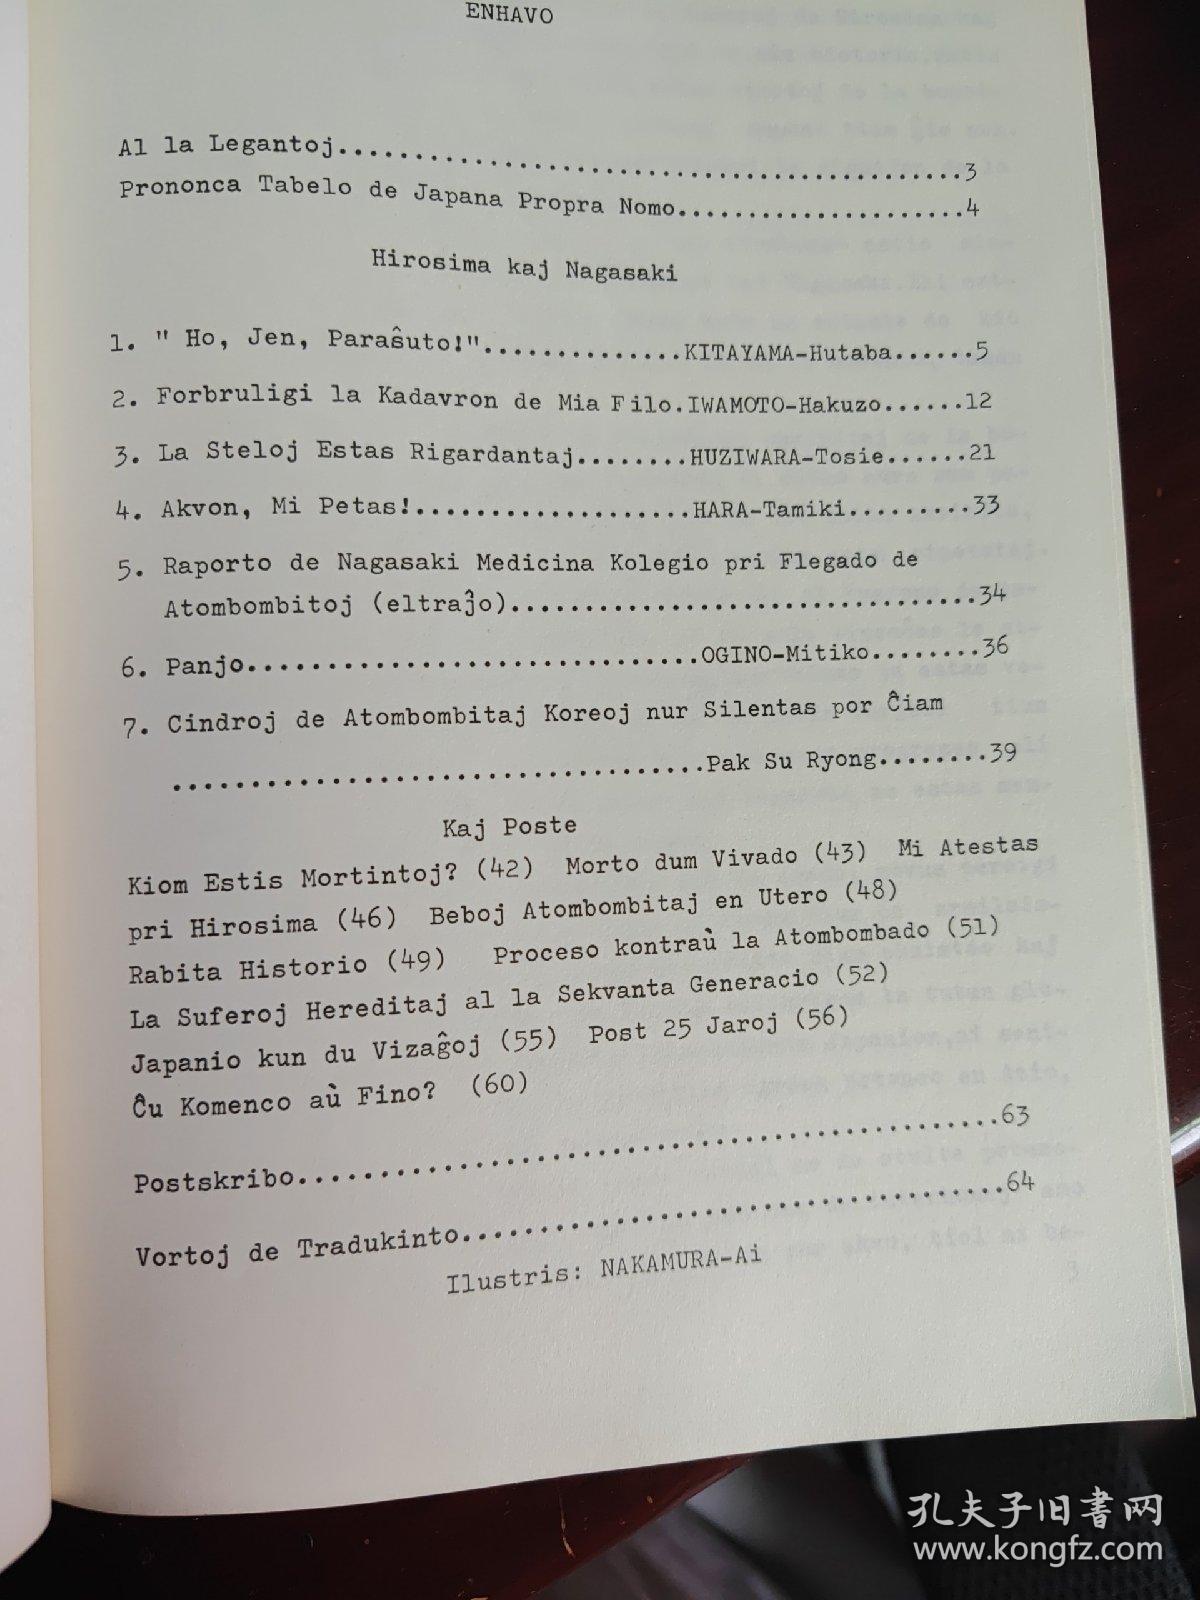 ENHAVO
Al la Legantoj..................................................3
Prononca Tabelo de Japana Propra Nomo.....................4
Hirosima kaj Nagasaki
1. " Ho, Jen, Paraŝuto!"..............KITAYAMA-Hutaba......5
2. Forbruligi la Kadavron de Mia Filo.IWAMOTO-Hakuzo......12
3. La Steloj Estas Rigardantaj........HUZIWARA-Tosie......21
4. Akvon, Mi Petas!....................HARA-Tamiki.........33
5. Raporto de Nagasaki Medicina Kolegio pri Flegado de
Atombombitoj (eltraĵo)................................34
6. Panjo..............................OGINO-Mitiko........36
7. Cindroj de Atombombitaj Koreoj nur Silentas por Ĉiam
....................................Pak Su Ryong........39
Kaj Poste
Kiom Estis Mortintoj? (42) Morto dum Vivado (43) Mi Atestas
pri Hirosima (46) Beboj Atombombitaj en Utero (48)
Rabita Historio (49) Proceso kontraŭ la Atombombado (51)
La Suferoj Hereditaj al la Sekvanta Generacio (52)
Japanio kun du Vizaĝoj (55) Post 25 Jaroj (56)
Ĉu Komenco aŭ Fino? (60)
Postskribo..................................................63
Vortoj de Tradukinto.....................................64
Ilustris: NAKAMURA-Ai
孔夫子旧书网
www.kongfz.com